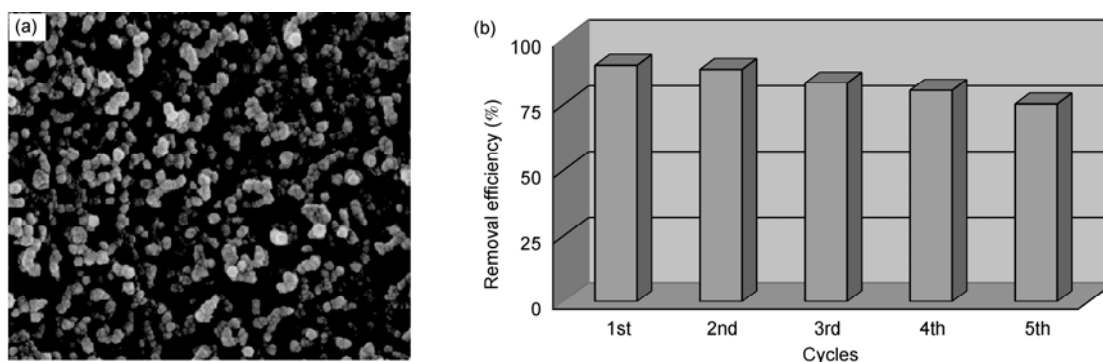 (a)
(b)
Removal efficiency (%)
100
75
50
25
0
1st 2nd 3rd 4th 5th
Cycles